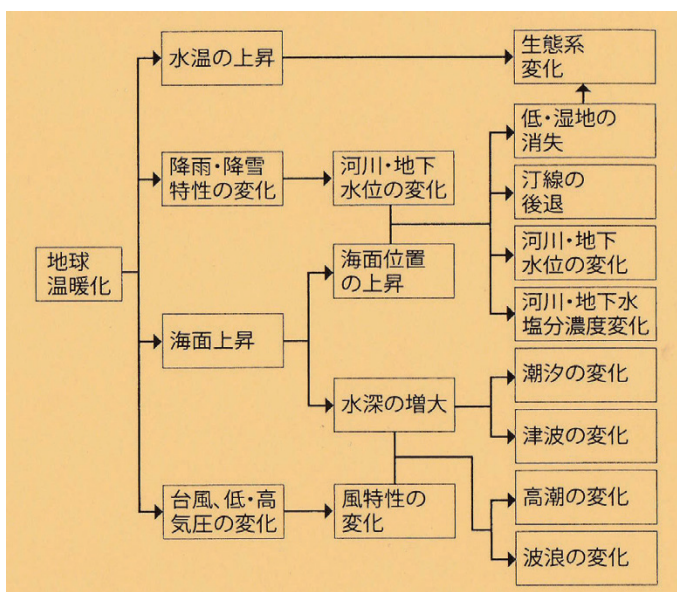 水温の上昇
生態系
変化
低・湿地の
消失
降雨・降雪
特性の変化
河川・地下
水位の変化
汀線の
後退
地球
温暖化
海面位置
の上昇
河川・地下
水位の変化
海面上昇
河川・地下水
塩分濃度変化
水深の増大
潮汐の変化
津波の変化
台風、低・高
気圧の変化
風特性の
変化
高潮の変化
波浪の変化